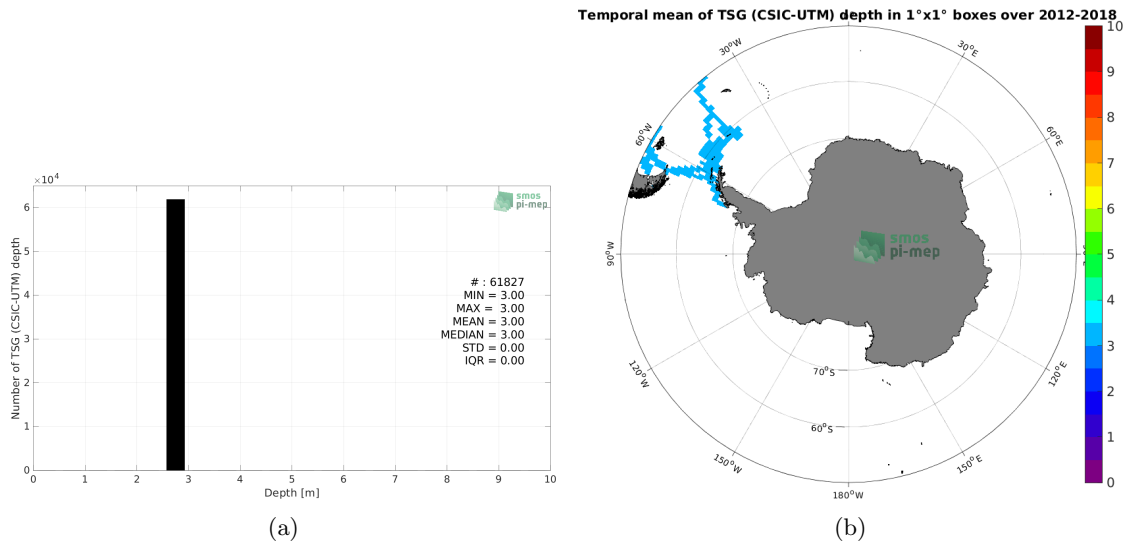 Temporal mean of TSG (CSIC-UTM) depth in 1°x1° boxes over 2012-2018
×10⁴
Number of TSG (CSIC-UTM) depth
6
5
4
3
2
1
0
0 1 2 3 4 5 6 7 8 9 10
Depth [m]
smos
pi-mep
# : 61827
MIN = 3.00
MAX = 3.00
MEAN = 3.00
MEDIAN = 3.00
STD = 0.00
IQR = 0.00
(a)
30°W
30°E
60°W
60°E
90°W
120°W
120°E
150°W
150°E
180°W
70°S
60°S
smos
pi-mep
10
9
8
7
6
5
4
3
2
1
0
(b)